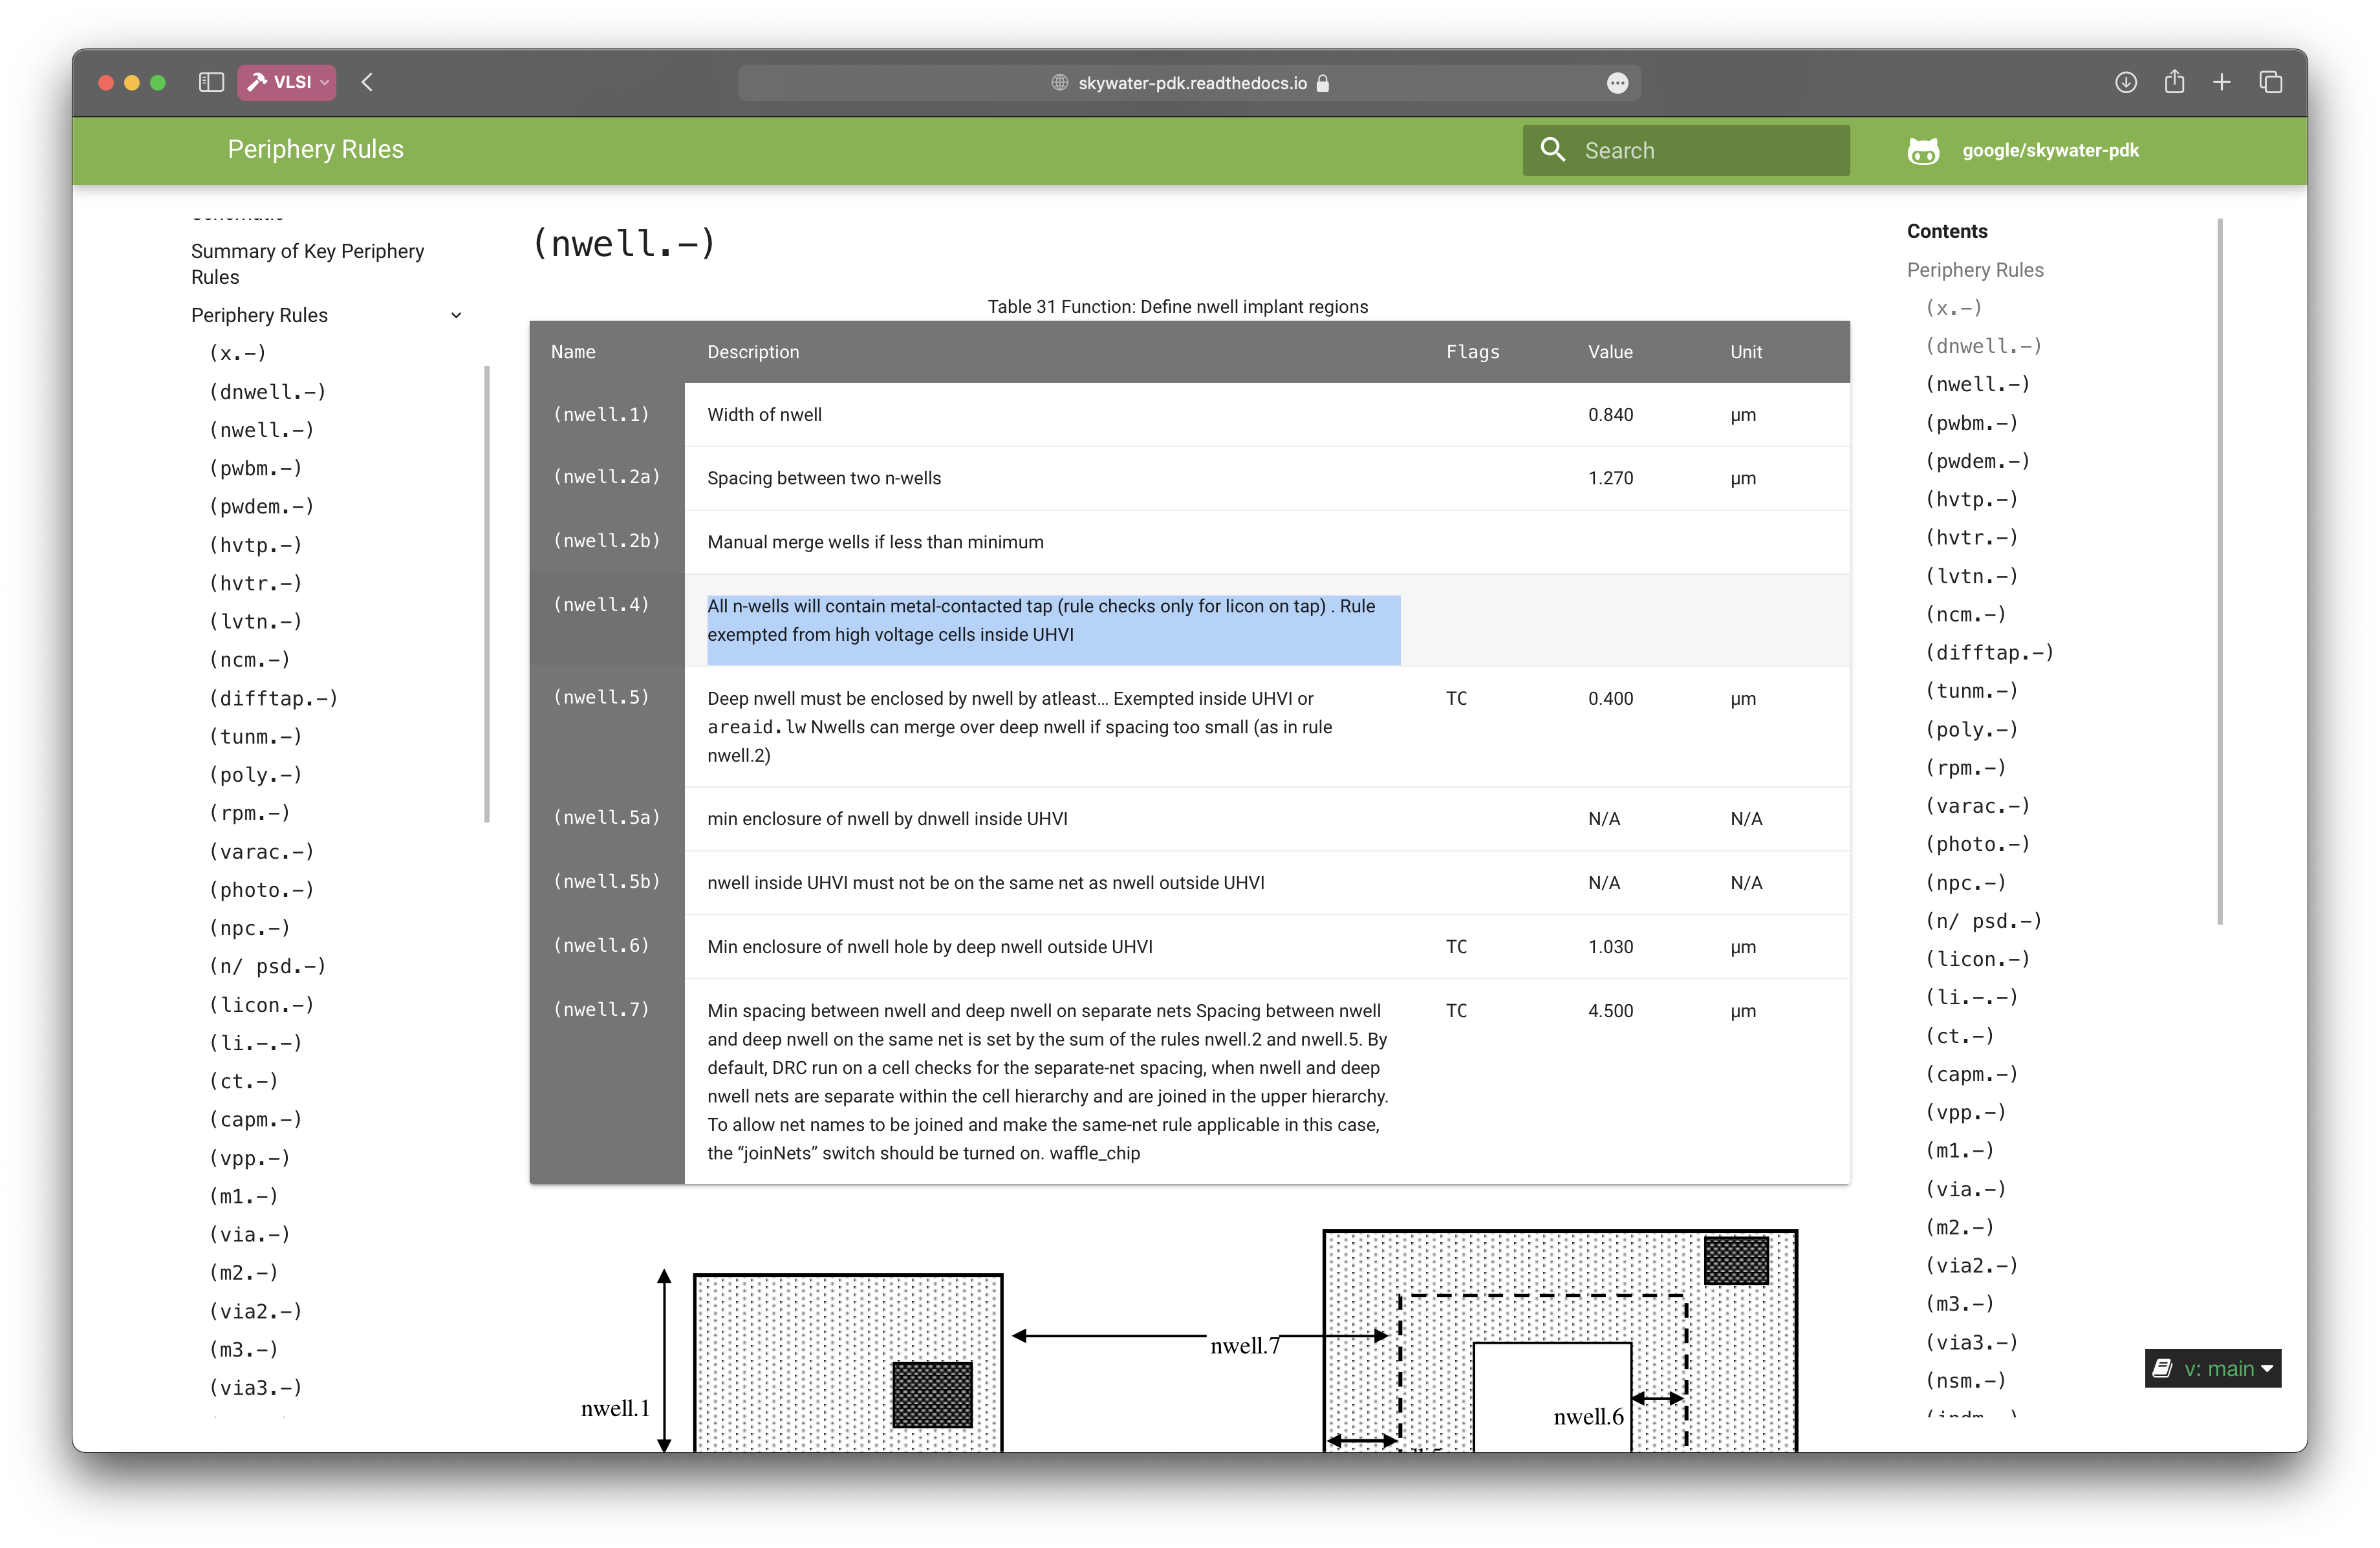 VLSI
skywater-pdk.readthedocs.io
Periphery Rules
Search
google/skywater-pdk
Summary of Key Periphery
Rules
Periphery Rules
(x.-)
(dnwell.-)
(nwell.-)
(pwbm.-)
(pwdem.-)
(hvtp.-)
(hvtr.-)
(lvtn.-)
(ncm.-)
(difftap.-)
(tunm.-)
(poly.-)
(rpm.-)
(varac.-)
(photo.-)
(npc.-)
(n/ psd.-)
(licon.-)
(li.-.-)
(ct.-)
(capm.-)
(vpp.-)
(m1.-)
(via.-)
(m2.-)
(via2.-)
(m3.-)
(via3.-)
(nwell.-)
Table 31 Function: Define nwell implant regions
Name Description Flags Value Unit
(nwell.1) Width of nwell 0.840 µm
(nwell.2a) Spacing between two n-wells 1.270 µm
(nwell.2b) Manual merge wells if less than minimum
(nwell.4) All n-wells will contain metal-contacted tap (rule checks only for licon on tap) . Rule
exempted from high voltage cells inside UHVI
(nwell.5) Deep nwell must be enclosed by nwell by atleast… Exempted inside UHVI or TC 0.400 µm
areaid.lw Nwells can merge over deep nwell if spacing too small (as in rule
nwell.2)
(nwell.5a) min enclosure of nwell by dnwell inside UHVI N/A N/A
(nwell.5b) nwell inside UHVI must not be on the same net as nwell outside UHVI N/A N/A
(nwell.6) Min enclosure of nwell hole by deep nwell outside UHVI TC 1.030 µm
(nwell.7) Min spacing between nwell and deep nwell on separate nets Spacing between nwell TC 4.500 µm
and deep nwell on the same net is set by the sum of the rules nwell.2 and nwell.5. By
default, DRC run on a cell checks for the separate-net spacing, when nwell and deep
nwell nets are separate within the cell hierarchy and are joined in the upper hierarchy.
To allow net names to be joined and make the same-net rule applicable in this case,
the “joinNets” switch should be turned on. waffle_chip
nwell.7
nwell.1
nwell.6
Contents
Periphery Rules
(x.-)
(dnwell.-)
(nwell.-)
(pwbm.-)
(pwdem.-)
(hvtp.-)
(hvtr.-)
(lvtn.-)
(ncm.-)
(difftap.-)
(tunm.-)
(poly.-)
(rpm.-)
(varac.-)
(photo.-)
(npc.-)
(n/ psd.-)
(licon.-)
(li.-.-)
(ct.-)
(capm.-)
(vpp.-)
(m1.-)
(via.-)
(m2.-)
(via2.-)
(m3.-)
(via3.-)
(nsm.-)
v: main